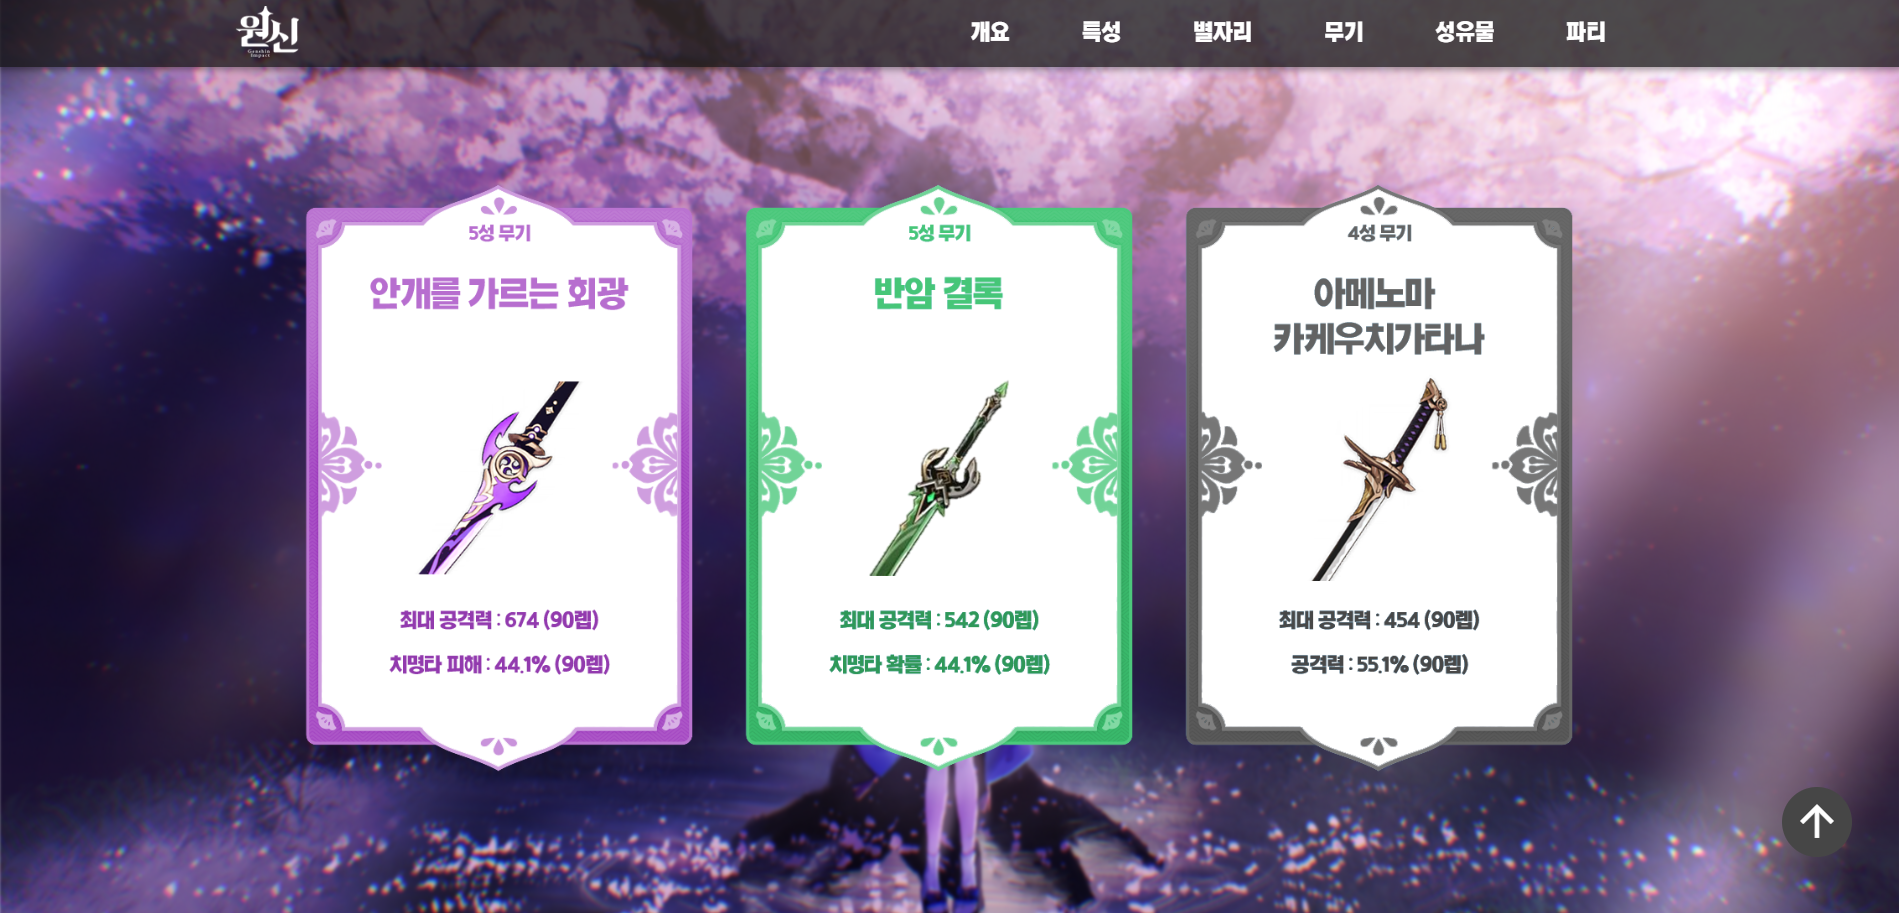 원신
Genshin
Impact
개요
특성
별자리
무기
성유물
파티
5성 무기
안개를 가르는 회광
최대 공격력 : 674 (90렙)
치명타 피해 : 44.1% (90렙)
5성 무기
반암 결록
최대 공격력 : 542 (90렙)
치명타 확률 : 44.1% (90렙)
4성 무기
아메노마
카케우치가타나
최대 공격력 : 454 (90렙)
공격력 : 55.1% (90렙)